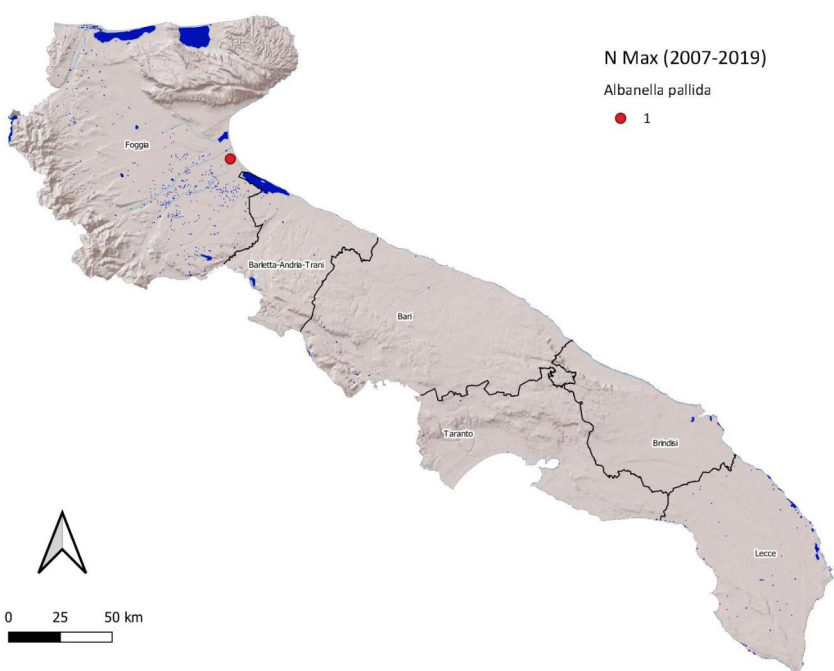 N Max (2007-2019)
Albanella pallida
1
Foggia
Barletta-Andria-Trani
Bari
Taranto
Brindisi
Lecce
0 25 50 km